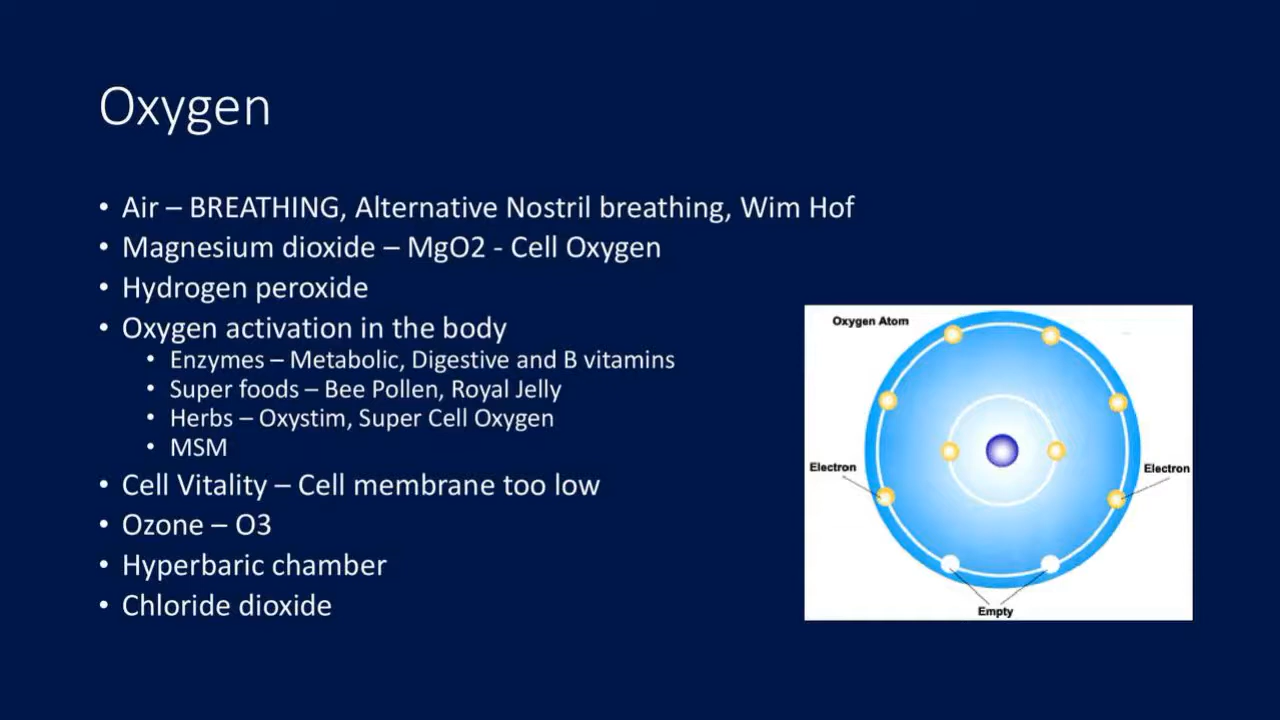 Oxygen
• Air – BREATHING, Alternative Nostril breathing, Wim Hof
• Magnesium dioxide – MgO2 - Cell Oxygen
• Hydrogen peroxide
• Oxygen activation in the body
• Enzymes – Metabolic, Digestive and B vitamins
• Super foods – Bee Pollen, Royal Jelly
• Herbs – Oxystim, Super Cell Oxygen
• MSM
• Cell Vitality – Cell membrane too low
• Ozone – O3
• Hyperbaric chamber
• Chloride dioxide
Oxygen Atom
Electron
Electron
Empty